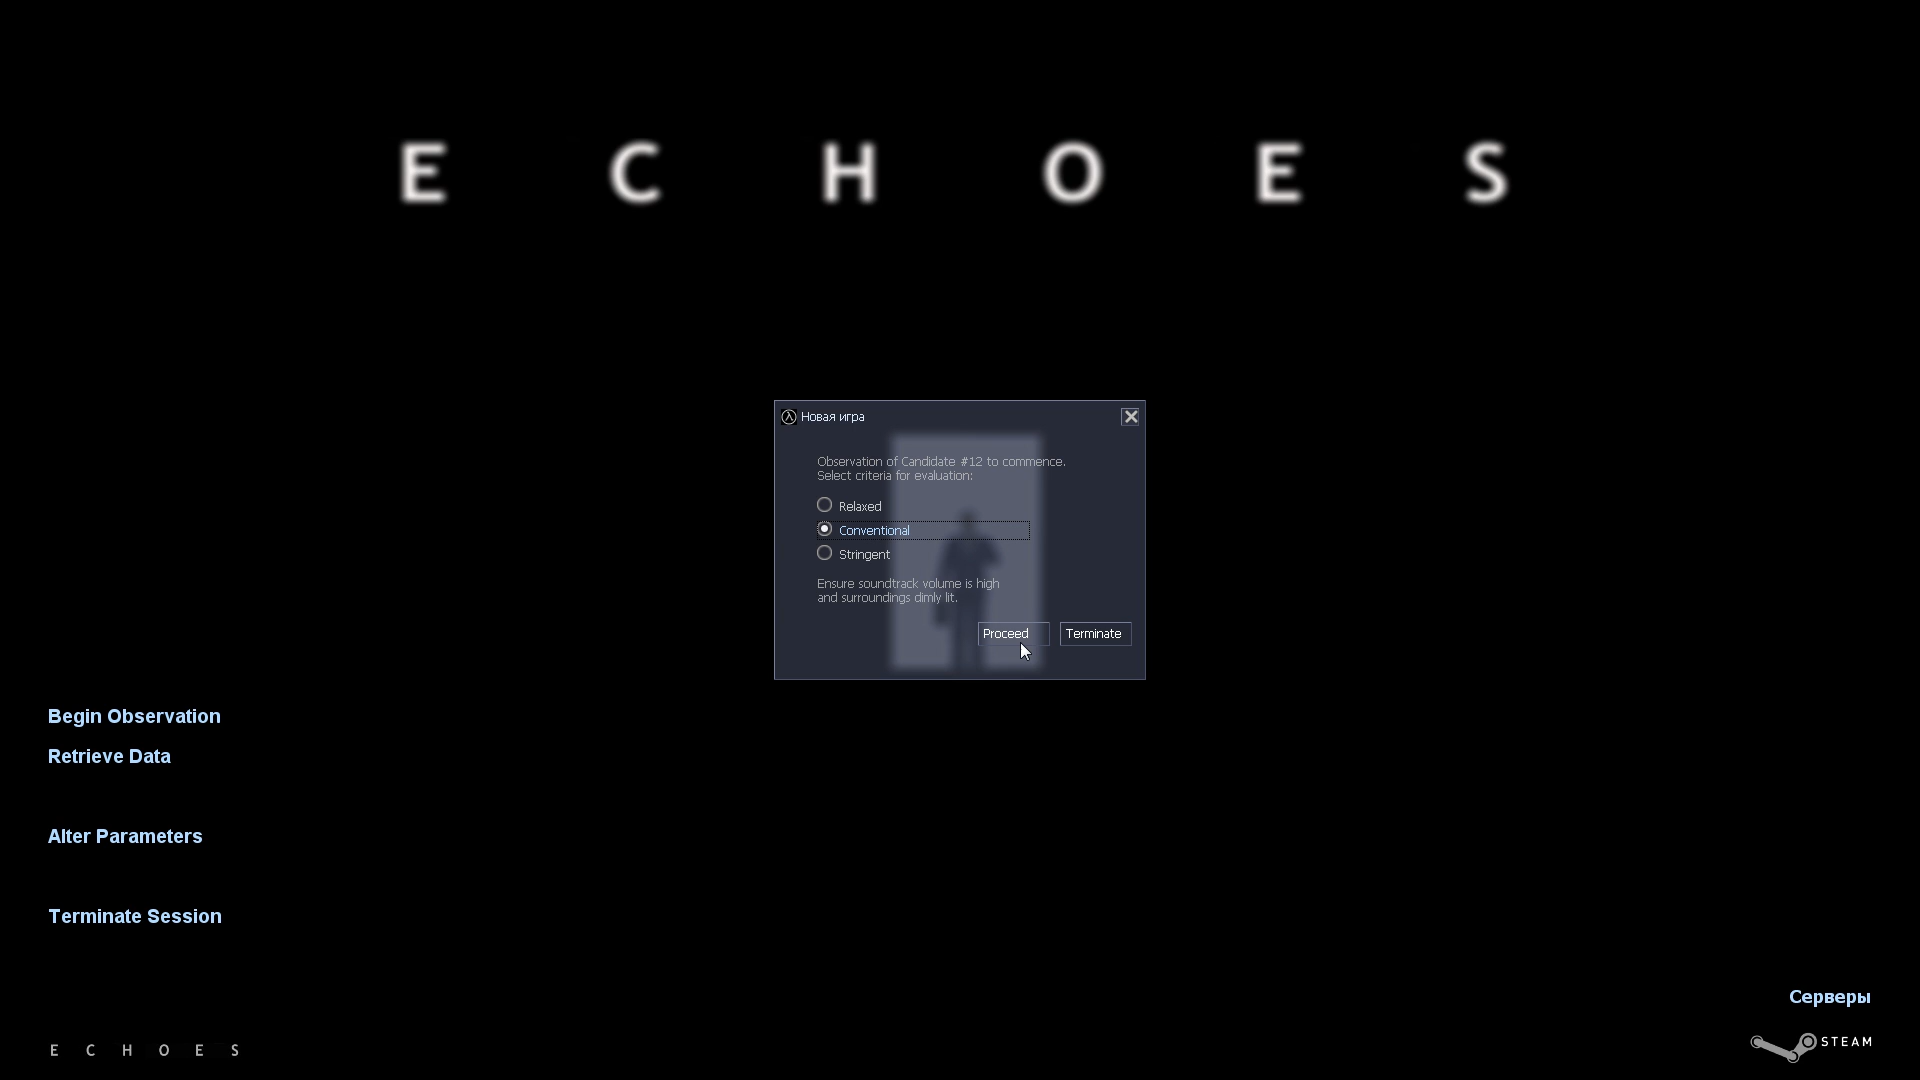 E C H O E S
Новая игра
Observation of Candidate #12 to commence.
Select criteria for evaluation:
Relaxed
Conventional
Stringent
Ensure soundtrack volume is high
and surroundings dimly lit.
Proceed Terminate
Begin Observation
Retrieve Data
Alter Parameters
Terminate Session
Серверы
E C H O E S
STEAM